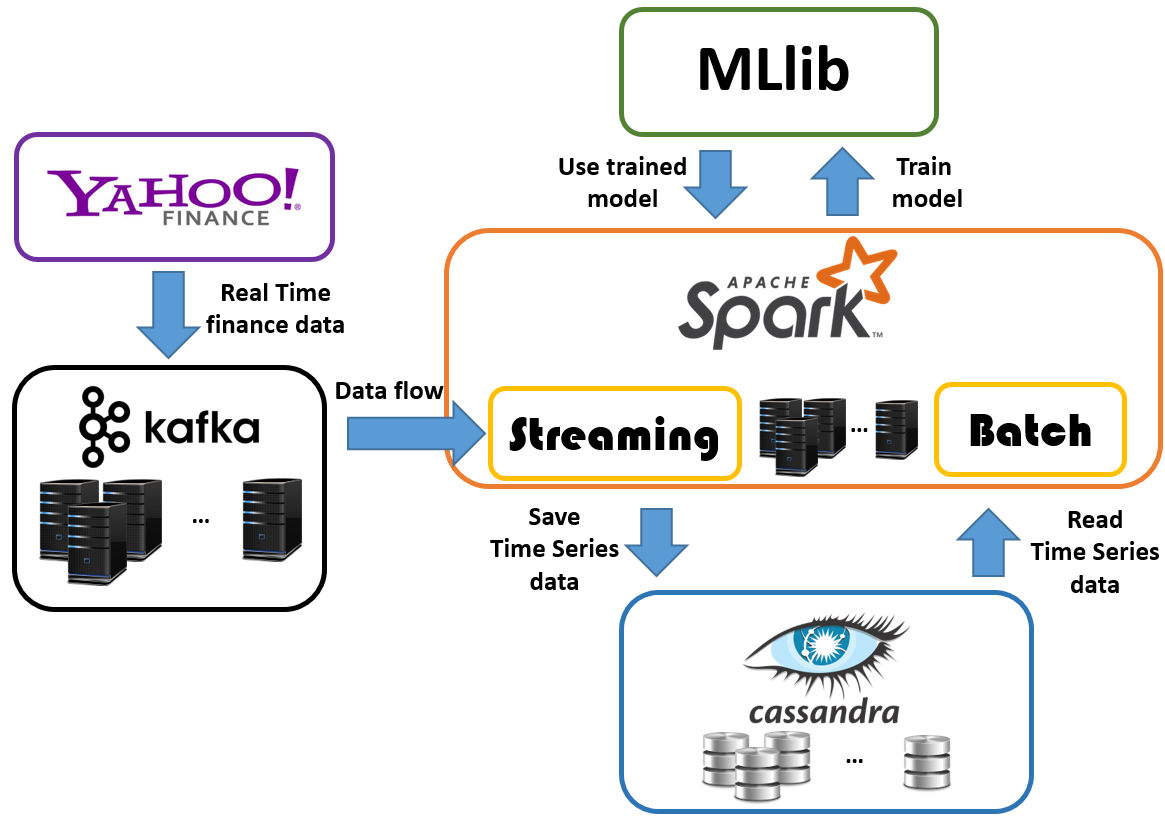 MLlib
Use trained
model
Train
model
YAHOO!®
FINANCE
Real Time
finance data
APACHE
Spark™
kafka
...
Data flow
Streaming
...
Batch
Save
Time Series
data
Read
Time Series
data
cassandra
...